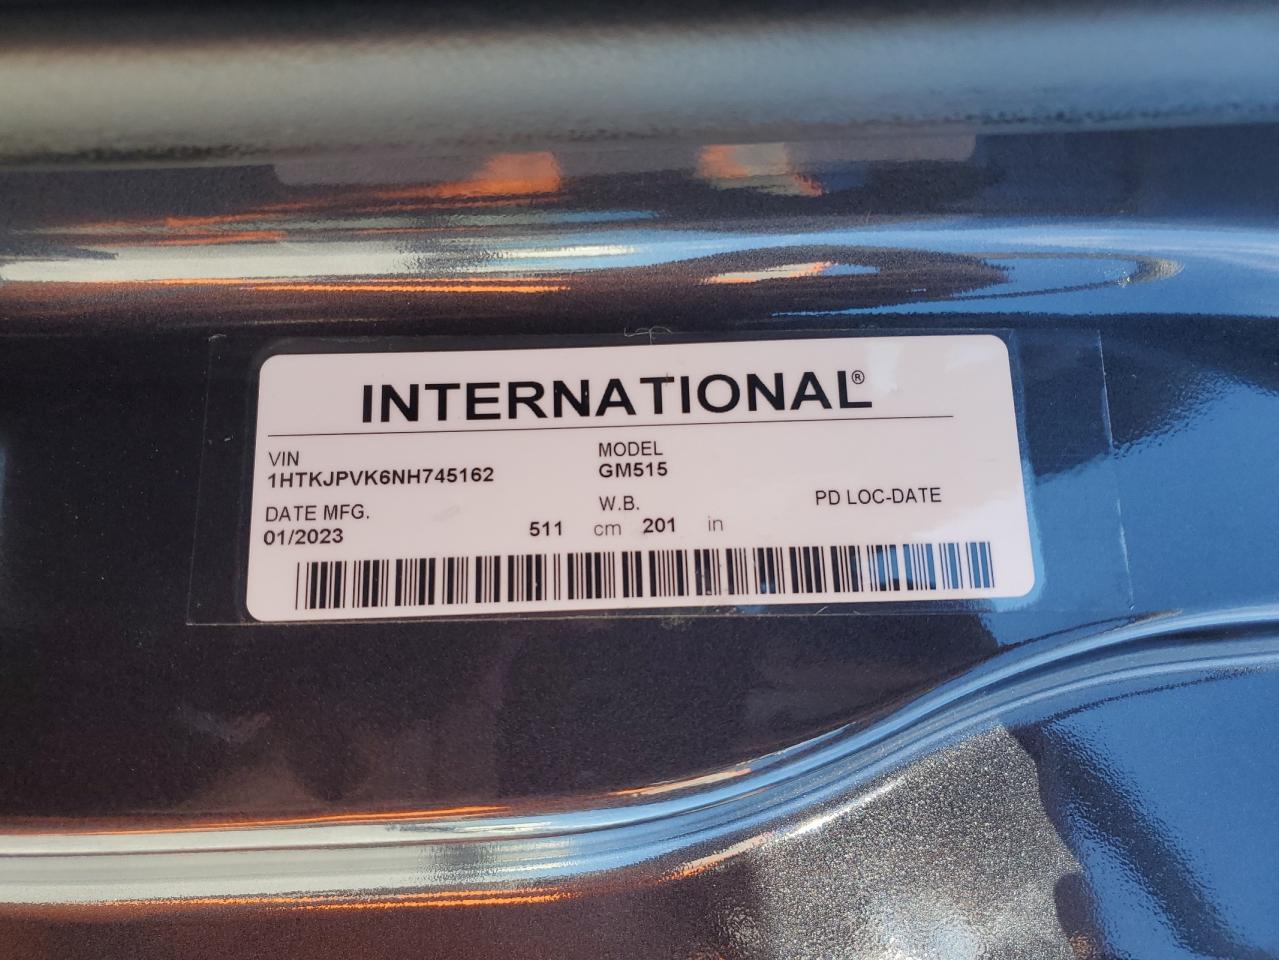 INTERNATIONAL®
VIN
1HTKJPVK6NH745162
MODEL
GM515
DATE MFG.
01/2023
W.B.
511 cm 201 in
PD LOC-DATE